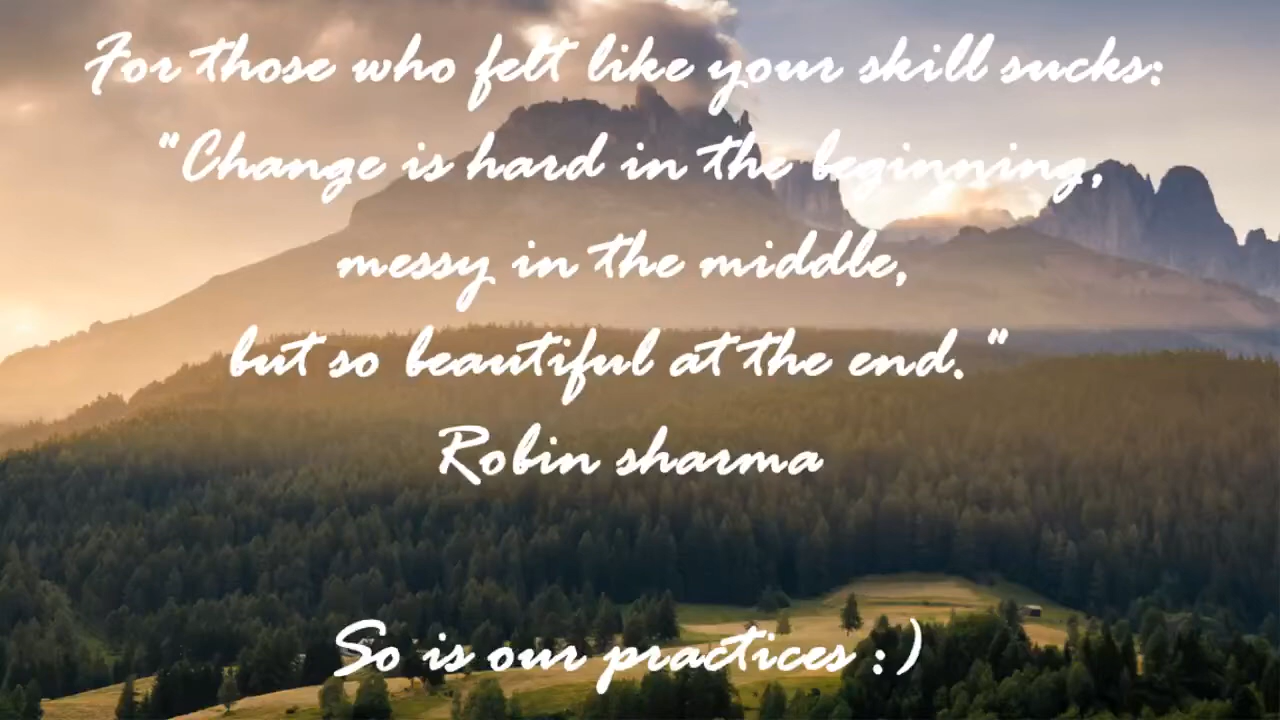 For those who felt like your skill sucks:
"Change is hard in the beginning,
messy in the middle,
but so beautiful at the end."
Robin sharma
So is our practices :)